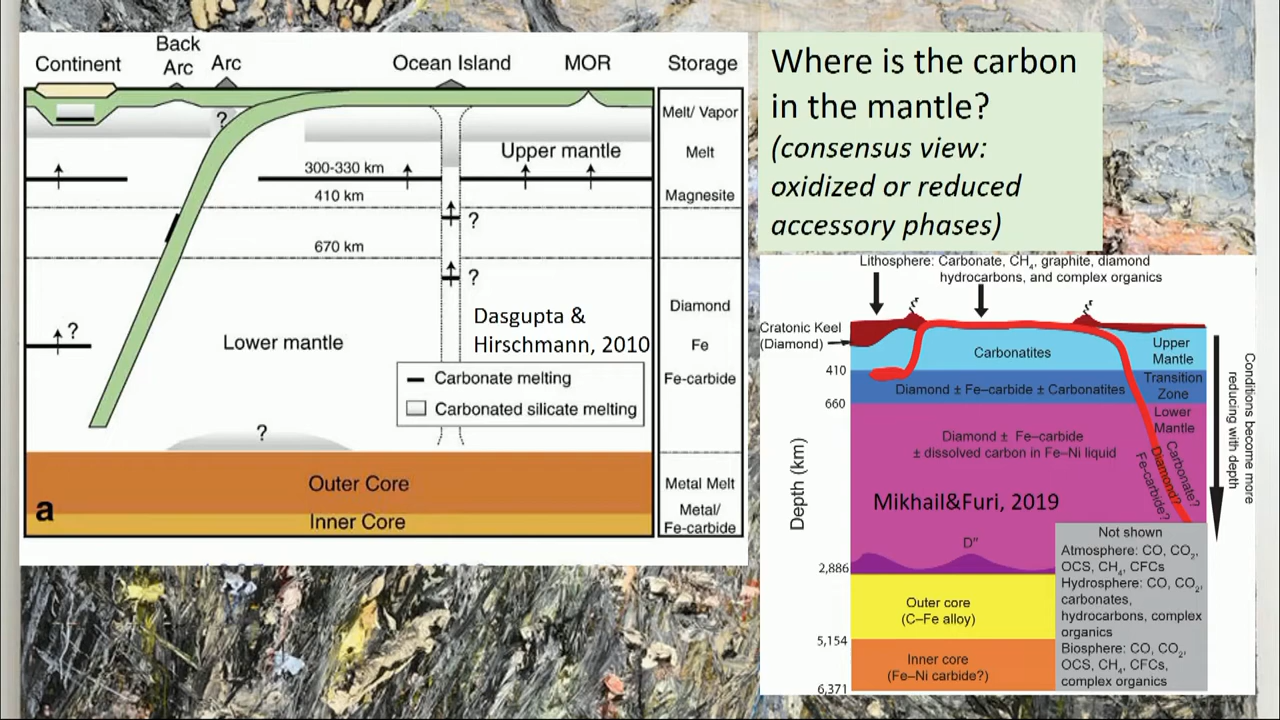 Continent
Back
Arc
Arc
Ocean Island
MOR
Storage
?
Melt/ Vapor
Upper mantle
Melt
300-330 km
Magnesite
410 km
?
670 km
?
Diamond
Dasgupta &
Hirschmann, 2010
?
Lower mantle
Fe
Carbonate melting
Fe-carbide
Carbonated silicate melting
?
Outer Core
Metal Melt
a
Inner Core
Metal/
Fe-carbide
Where is the carbon
in the mantle?
(consensus view:
oxidized or reduced
accessory phases)
Lithosphere: Carbonate, CH4, graphite, diamond
hydrocarbons, and complex organics
Cratonic Keel
(Diamond)
Carbonatites
Upper
Mantle
410
Diamond ± Fe–carbide ± Carbonatites
Transition
Zone
660
Lower
Mantle
Diamond ± Fe–carbide
± dissolved carbon in Fe–Ni liquid
Carbonate?
Diamond?
Fe-carbide?
Conditions become more
reducing with depth
Depth (km)
Mikhail&Furi, 2019
D"
2,886
Outer core
(C–Fe alloy)
5,154
Inner core
(Fe–Ni carbide?)
6,371
Not shown
Atmosphere: CO, CO2,
OCS, CH4, CFCs
Hydrosphere: CO, CO2,
carbonates,
hydrocarbons, complex
organics
Biosphere: CO, CO2,
OCS, CH4, CFCs,
complex organics